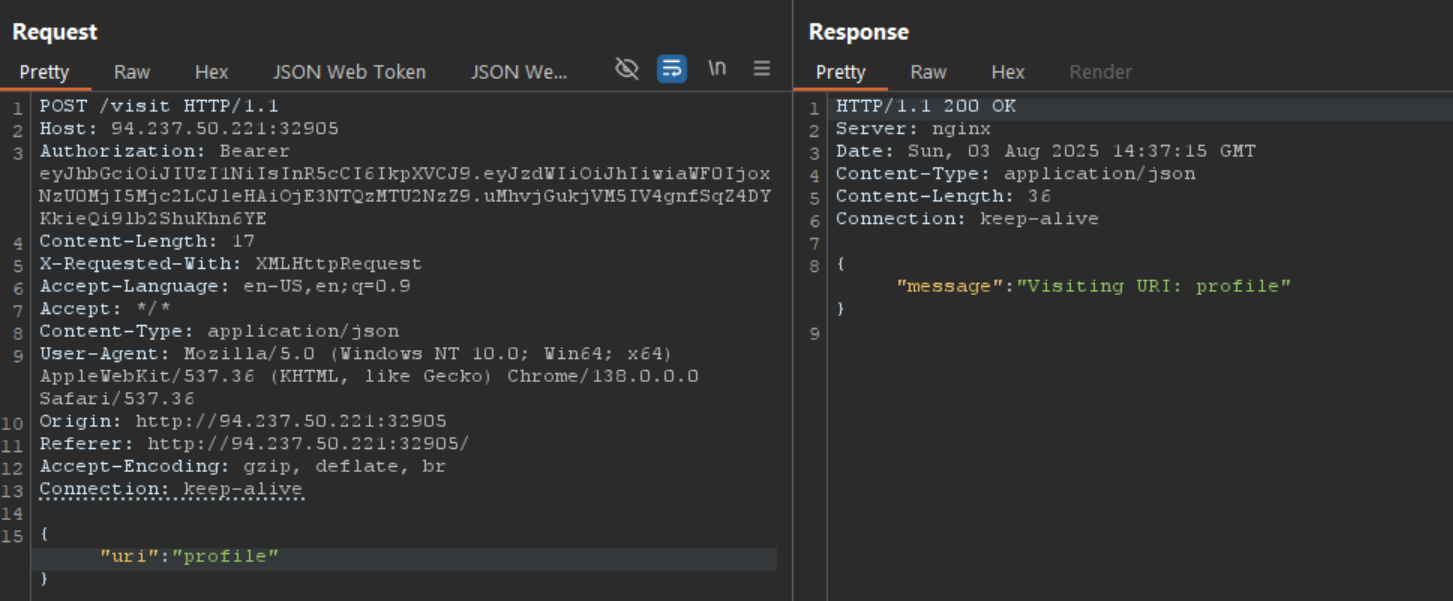 Request
Pretty Raw Hex JSON Web Token JSON We... \n
1 POST /visit HTTP/1.1
2 Host: 94.237.50.221:32905
3 Authorization: Bearer
eyJhbGciOiJIUzI1NiIsInR5cCI6IkpXVCJ9.eyJzdWIiOiJhIiwiaWF0Ijox
NzU0MjI5Mjc2LCJleHAiOjE3NTQzMTU2NzZ9.uMhvjGukjVM5IV4gnfSqZ4DY
KkieQi9lb2ShuKhn6YE
4 Content-Length: 17
5 X-Requested-With: XMLHttpRequest
6 Accept-Language: en-US,en;q=0.9
7 Accept: */*
8 Content-Type: application/json
9 User-Agent: Mozilla/5.0 (Windows NT 10.0; Win64; x64)
AppleWebKit/537.36 (KHTML, like Gecko) Chrome/138.0.0.0
Safari/537.36
10 Origin: http://94.237.50.221:32905
11 Referer: http://94.237.50.221:32905/
12 Accept-Encoding: gzip, deflate, br
13 Connection: keep-alive
14
15 {
"uri":"profile"
}
Response
Pretty Raw Hex Render
1 HTTP/1.1 200 OK
2 Server: nginx
3 Date: Sun, 03 Aug 2025 14:37:15 GMT
4 Content-Type: application/json
5 Content-Length: 36
6 Connection: keep-alive
7
8 {
"message":"Visiting URI: profile"
}
9